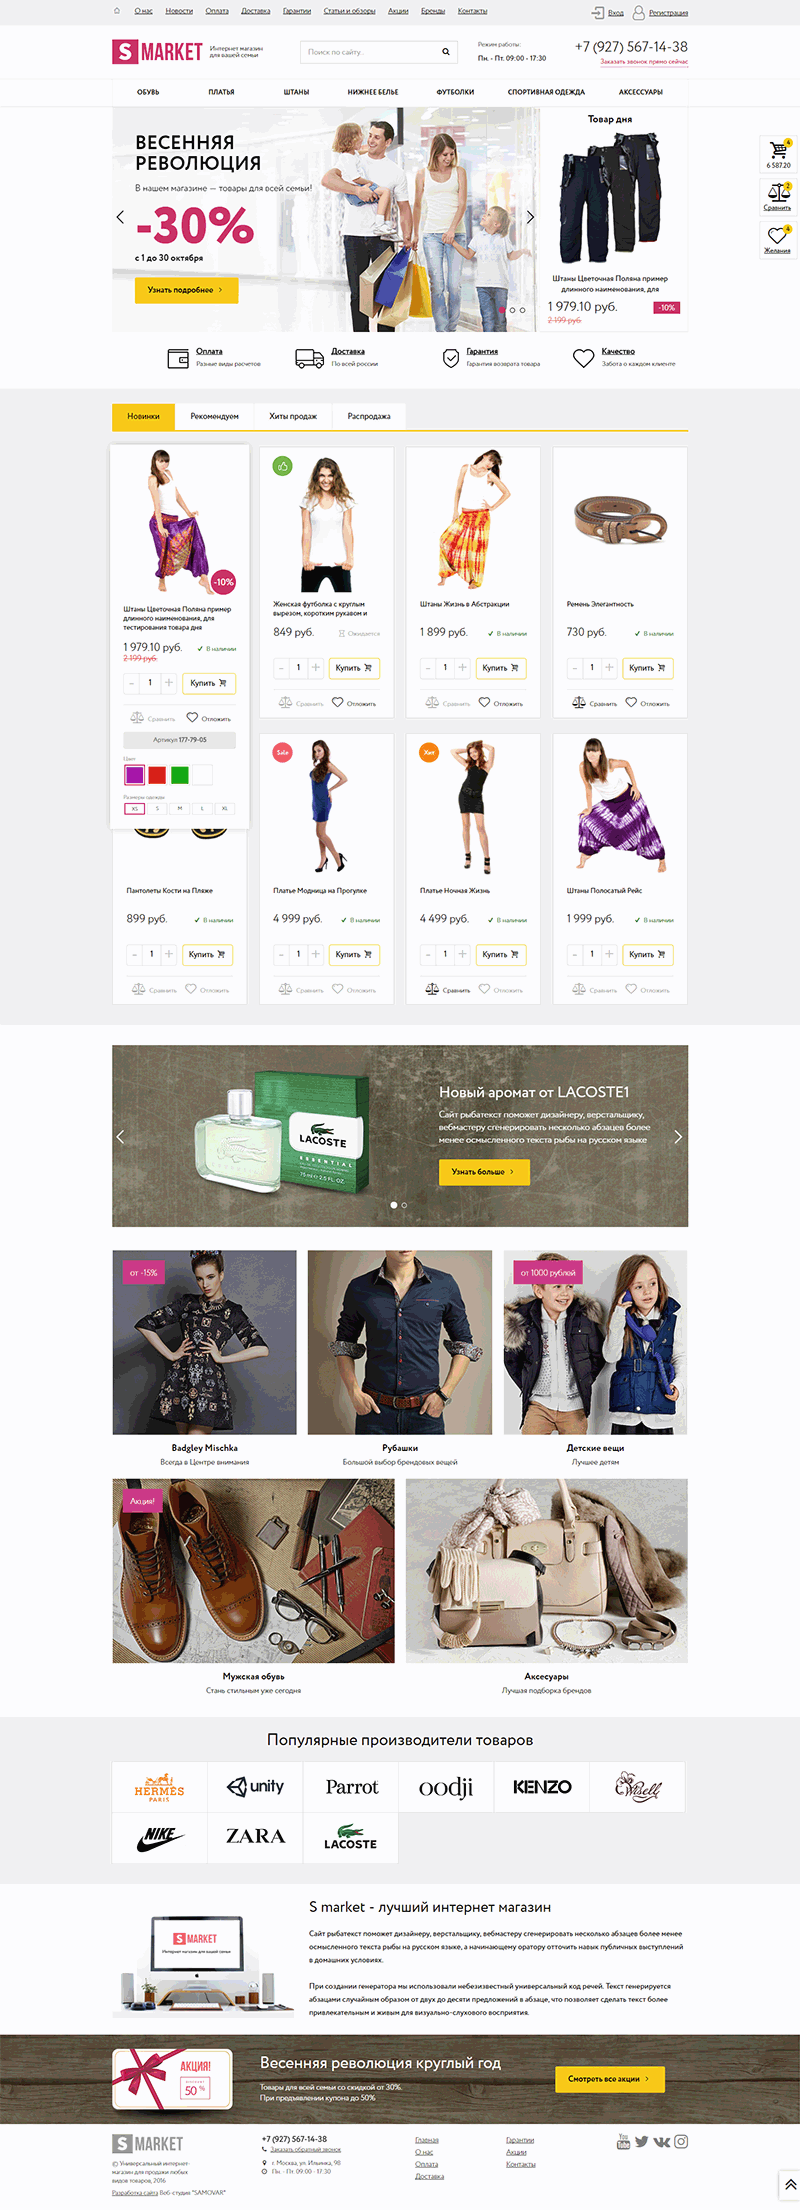 О нас Новости Оплата Доставка Гарантии Статьи и обзоры Акции Бренды Контакты Вход Регистрация
S MARKET
Интернет магазин
для вашей семьи
Поиск по сайту...
Режим работы:
Пн. - Пт. 09:00 - 17:30
+7 (927) 567-14-38
Заказать звонок прямо сейчас
ОБУВЬ ПЛАТЬЯ ШТАНЫ НИЖНЕЕ БЕЛЬЕ ФУТБОЛКИ СПОРТИВНАЯ ОДЕЖДА АКСЕССУАРЫ
ВЕСЕННЯЯ
РЕВОЛЮЦИЯ
В нашем магазине — товары для всей семьи!
-30%
с 1 до 30 октября
Узнать подробнее
Товар дня
Штаны Цветочная Поляна пример
длинного наименования, для
1 979.10 руб. -10%
2 199 руб.
4
6 587.20
2
Сравнить
4
Желания
Оплата
Разные виды расчетов
Доставка
По всей россии
Гарантия
Гарантия возврата товара
Качество
Забота о каждом клиенте
Новинки Рекомендуем Хиты продаж Распродажа
-10%
Штаны Цветочная Поляна пример
длинного наименования, для
тестирования товара дня
1 979.10 руб. В наличии
2 199 руб.
- 1 + Купить
Сравнить Отложить
Артикул 177-79-05
Цвет
Размеры одежды
XS S M L XL
Женская футболка с круглым
вырезом, коротким рукавом и
849 руб. Ожидается
- 1 + Купить
Сравнить Отложить
Штаны Жизнь в Абстракции
1 899 руб. В наличии
- 1 + Купить
Сравнить Отложить
Ремень Элегантность
730 руб. В наличии
- 1 + Купить
Сравнить Отложить
Пантолеты Кости на Пляже
899 руб. В наличии
- 1 + Купить
Сравнить Отложить
Sale
Платье Модница на Прогулке
4 999 руб. В наличии
- 1 + Купить
Сравнить Отложить
Хит
Платье Ночная Жизнь
4 499 руб. В наличии
- 1 + Купить
Сравнить Отложить
Штаны Полосатый Рейс
1 999 руб. В наличии
- 1 + Купить
Сравнить Отложить
LACOSTE
ESSENTIAL
75 ml e 2.5 FL. OZ.
Новый аромат от LACOSTE1
Сайт рыбатекст поможет дизайнеру, верстальщику,
вебмастеру сгенерировать несколько абзацев более
менее осмысленного текста рыбы на русском языке
Узнать больше
от -15%
Badgley Mischka
Всегда в Центре внимания
Рубашки
Большой выбор брендовых вещей
от 1000 рублей
Детские вещи
Лучшее детям
Акция!
Мужская обувь
Стань стильным уже сегодня
Аксесуары
Лучшая подборка брендов
Популярные производители товаров
HERMÈS
PARIS
unity
Parrot
oodji
KENZO
Wisell
NIKE
ZARA
LACOSTE
S MARKET
Интернет магазин для вашей семьи
S market - лучший интернет магазин
Сайт рыбатекст поможет дизайнеру, верстальщику, вебмастеру сгенерировать несколько абзацев более менее
осмысленного текста рыбы на русском языке, а начинающему оратору отточить навык публичных выступлений
в домашних условиях.
При создании генератора мы использовали небезизвестный универсальный код речей. Текст генерируется
абзацами случайным образом от двух до десяти предложений в абзаце, что позволяет сделать текст более
привлекательным и живым для визуально-слухового восприятия.
АКЦИЯ!
50 %
Весенняя революция круглый год
Товары для всей семьи со скидкой от 30%.
При предъявлении купона до 50%
Смотреть все акции
S MARKET
© Универсальный интернет-
магазин для продажи любых
видов товаров, 2016
Разработка сайта Веб-студия "SAMOVAR"
+7 (927) 567-14-38
Заказать обратный звонок
г. Москва, ул. Ильинка, 98
Пн. - Пт. 09:00 - 17:30
Главная
О нас
Оплата
Доставка
Гарантии
Акции
Контакты
You
Tube